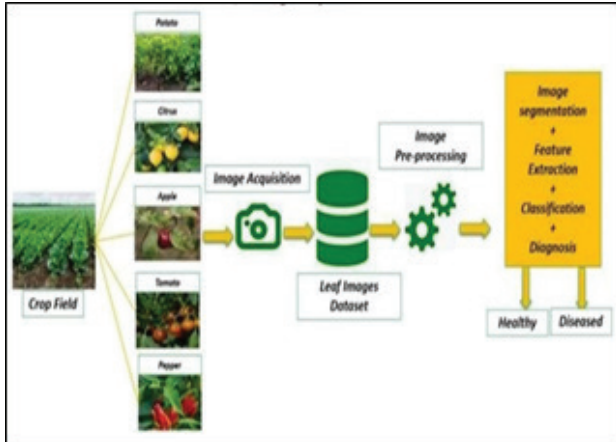 Potato
Citrus
Apple
Tomato
Pepper
Crop Field
Image Acquisition
Leaf Images
Dataset
Image
Pre-processing
Image
segmentation
+
Feature
Extraction
+
Classification
+
Diagnosis
Healthy
Diseased